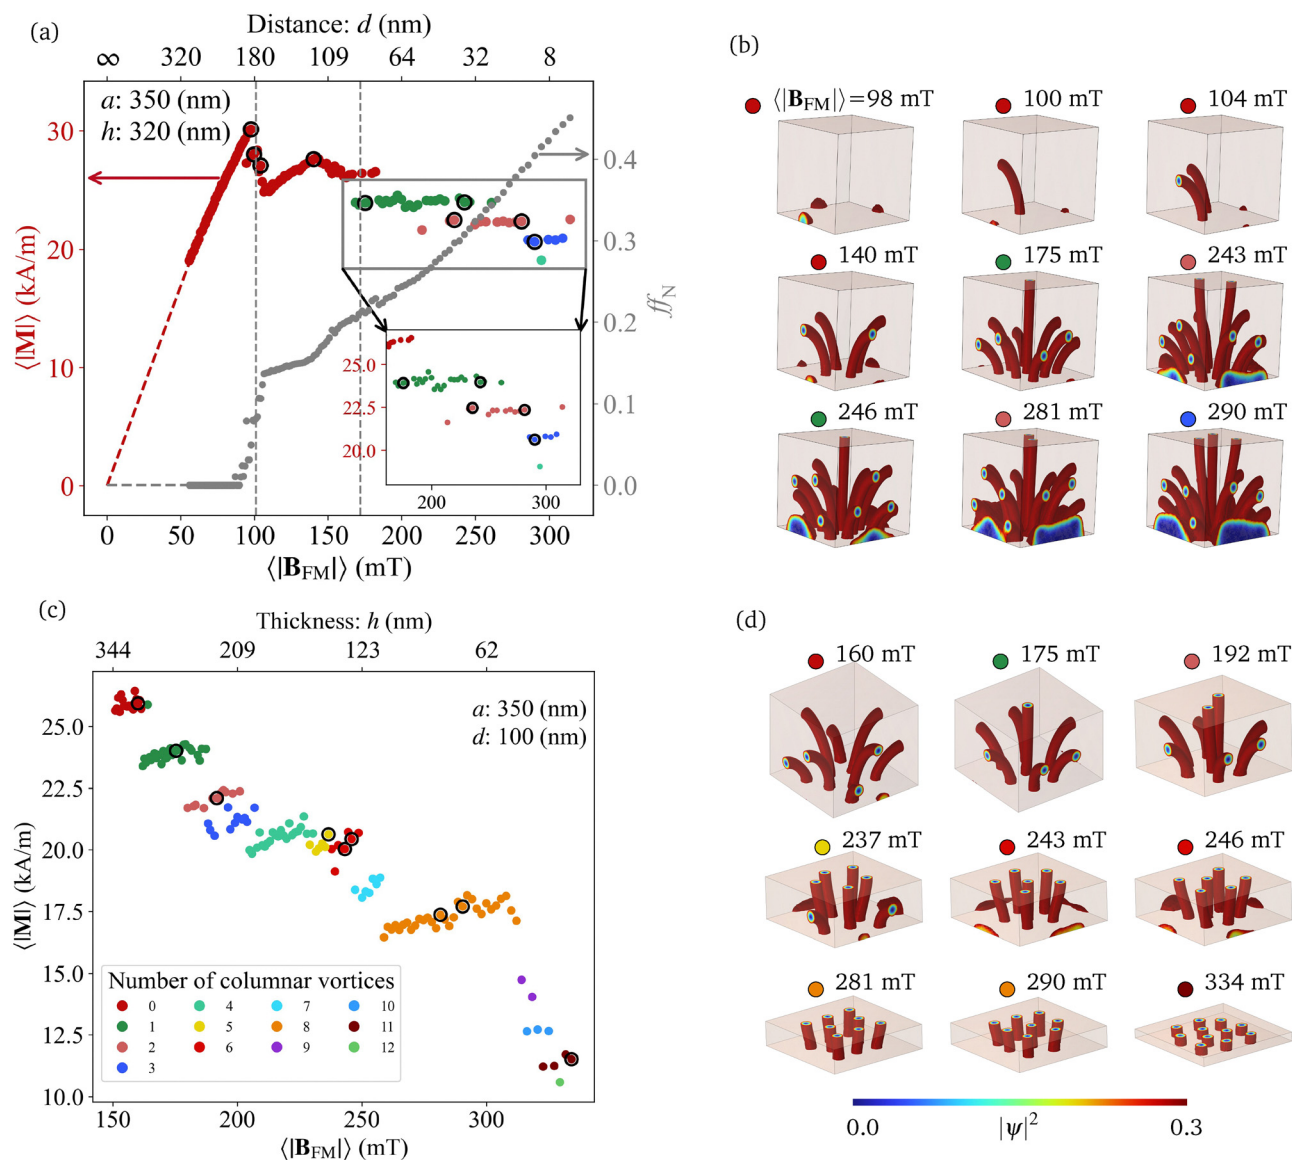 (a)
Distance: d (nm)
∞ 320 180 109 64 32 8
a: 350 (nm)
h: 320 (nm)
30
20
10
0
⟨|M|⟩ (kA/m)
0.4
0.3
0.2
0.1
0.0
ff_N
25.0
22.5
20.0
200 300
0 50 100 150 200 250 300
⟨|B_FM|⟩ (mT)
(b)
⟨|B_FM|⟩=98 mT 100 mT 104 mT
140 mT 175 mT 243 mT
246 mT 281 mT 290 mT
(c)
Thickness: h (nm)
344 209 123 62
a: 350 (nm)
d: 100 (nm)
25.0
22.5
20.0
17.5
15.0
12.5
10.0
⟨|M|⟩ (kA/m)
Number of columnar vortices
0 4 7 10
1 5 8 11
2 6 9 12
3
150 200 250 300
⟨|B_FM|⟩ (mT)
(d)
160 mT 175 mT 192 mT
237 mT 243 mT 246 mT
281 mT 290 mT 334 mT
0.0 |ψ|² 0.3